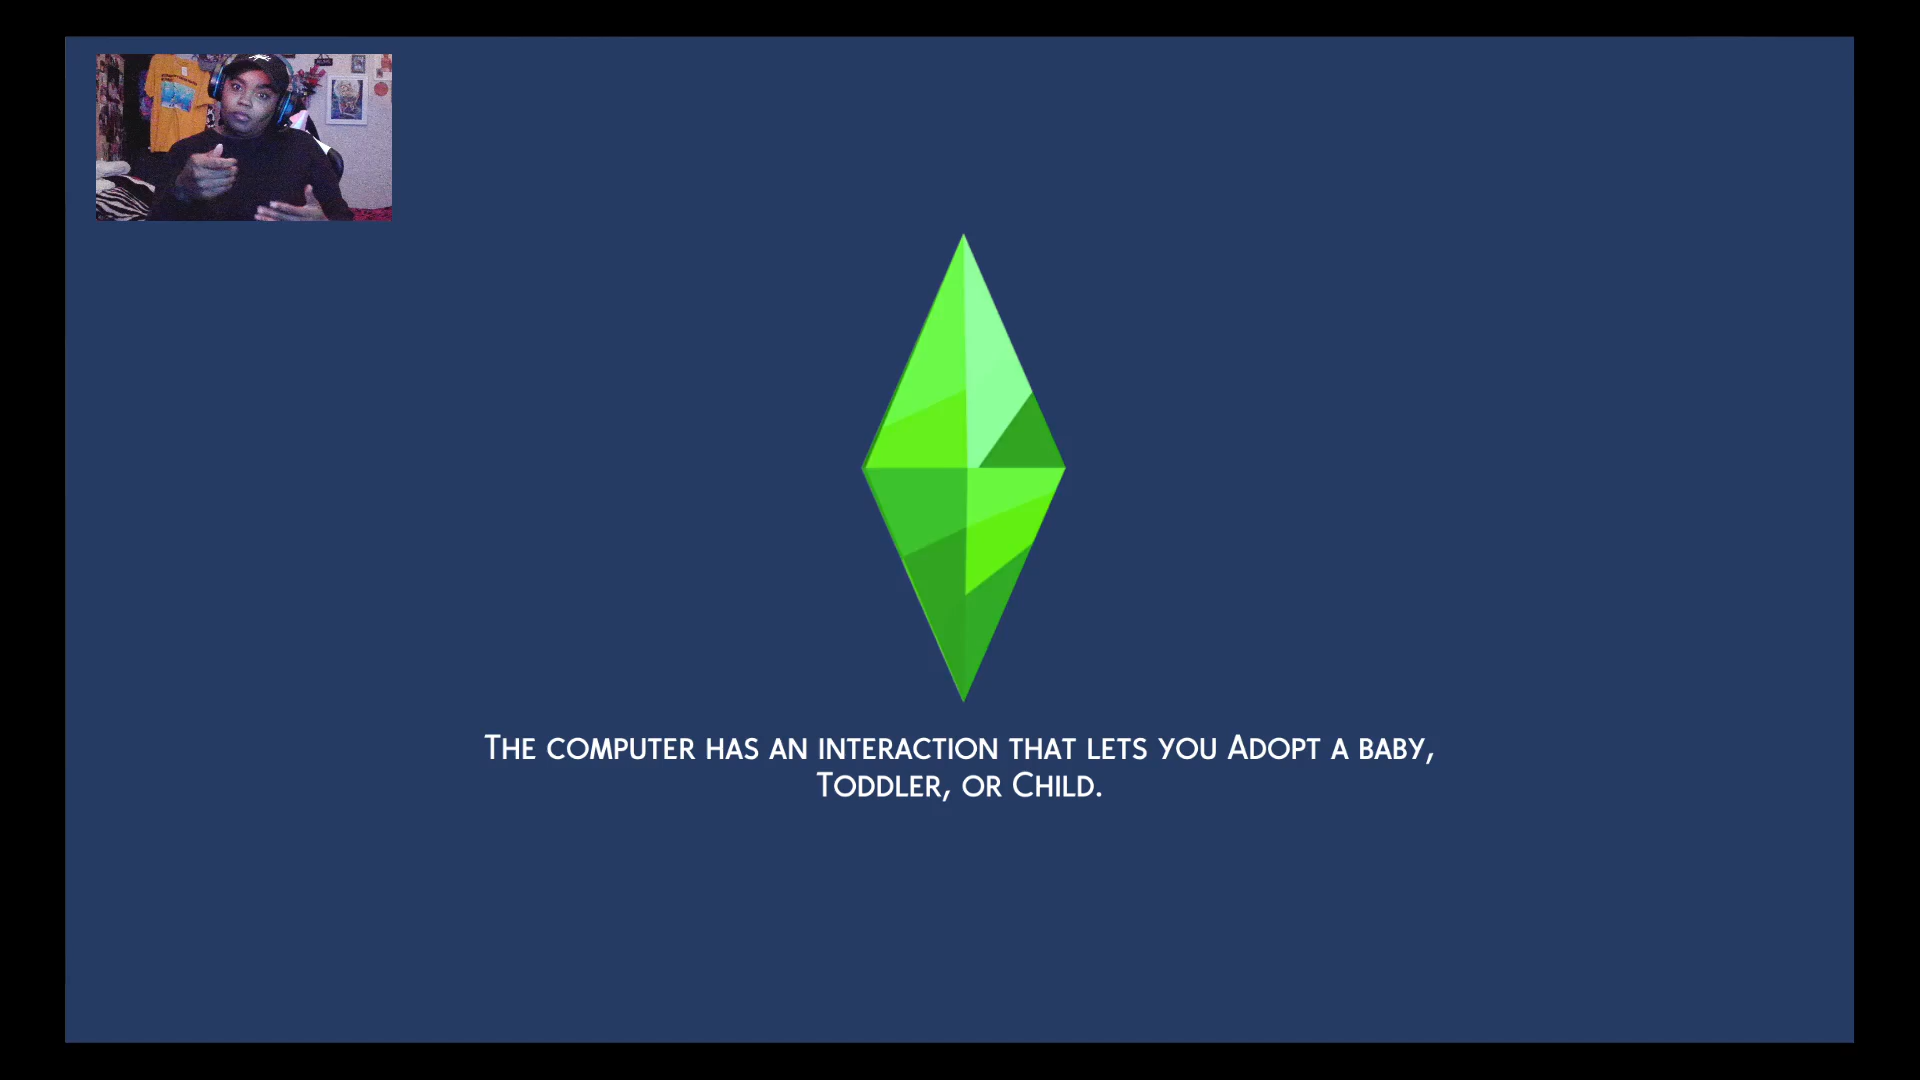 The computer has an interaction that lets you Adopt a baby,
Toddler, or Child.